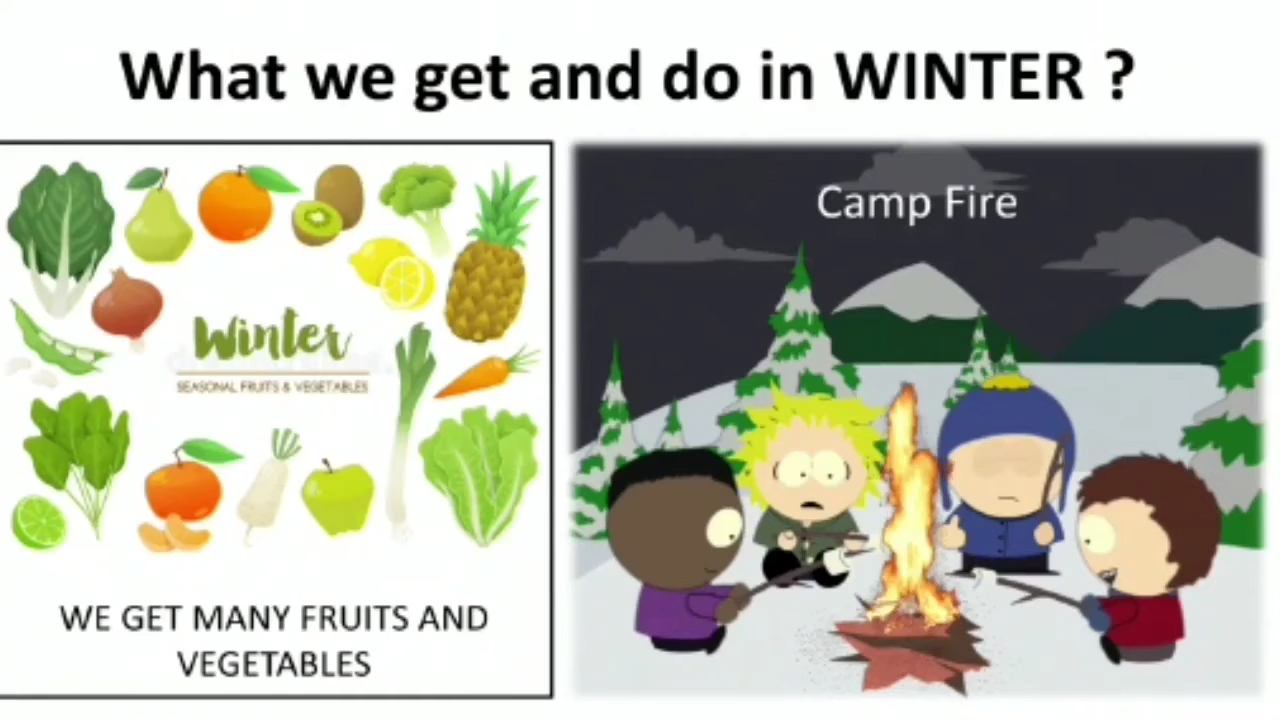 What we get and do in WINTER ?
Winter
SEASONAL FRUITS & VEGETABLES
WE GET MANY FRUITS AND
VEGETABLES
Camp Fire